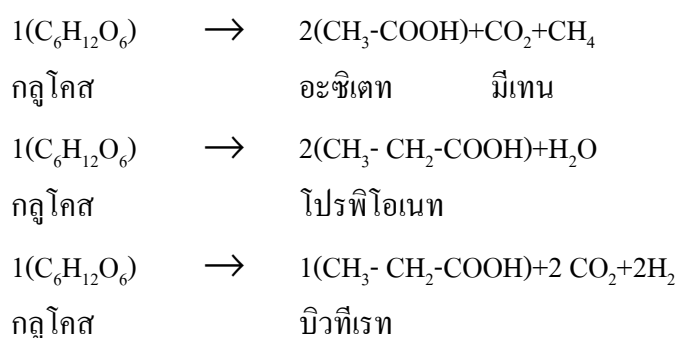 1(C₆H₁₂O₆) → 2(CH₃-COOH)+CO₂+CH₄
กลูโคส อะซิเตท มีเทน
1(C₆H₁₂O₆) → 2(CH₃- CH₂-COOH)+H₂O
กลูโคส โปรพิโอเนท
1(C₆H₁₂O₆) → 1(CH₃- CH₂-COOH)+2 CO₂+2H₂
กลูโคส บิวทีเรท